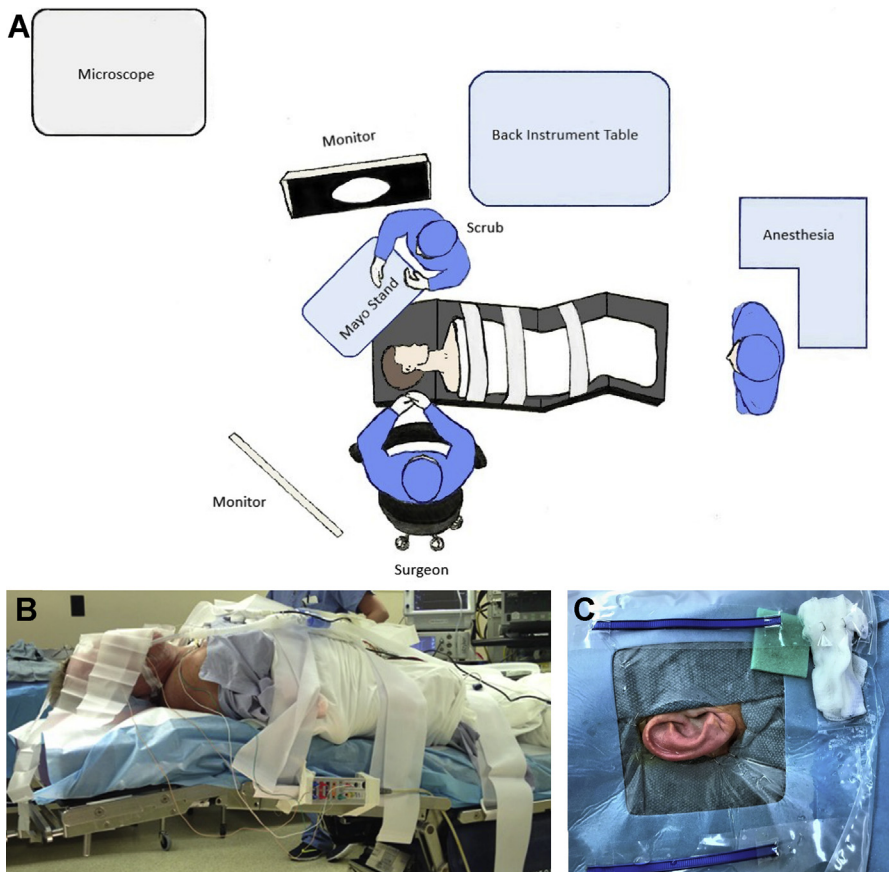 A
Microscope
Monitor
Back Instrument Table
Scrub
Anesthesia
Mayo Stand
Monitor
Surgeon
B
C